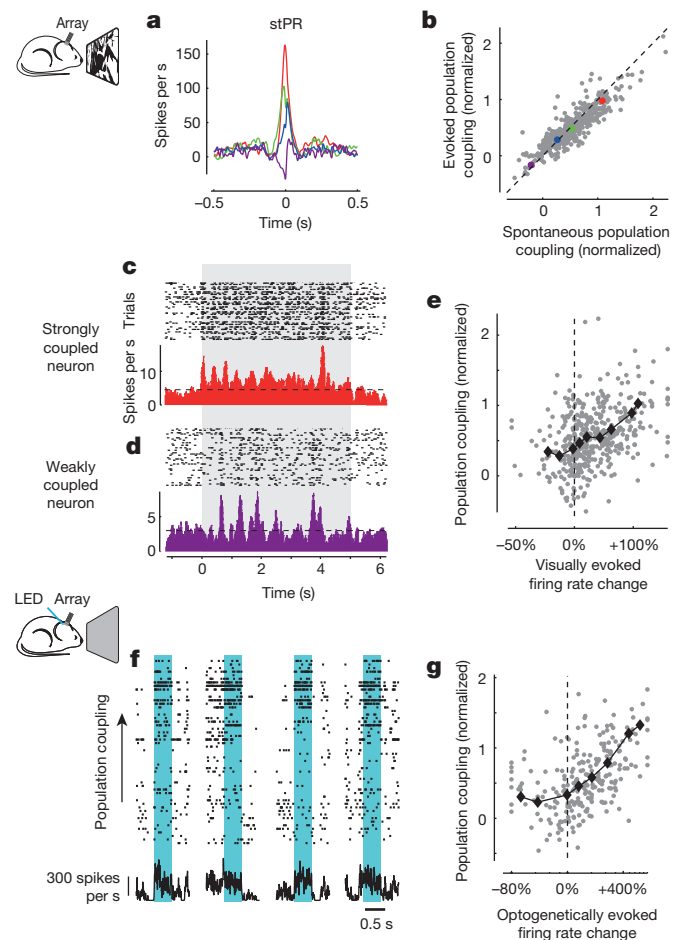 Array
a
stPR
Spikes per s
150
100
50
0
−0.5
0
0.5
Time (s)
b
Evoked population
coupling (normalized)
2
1
0
0
1
2
Spontaneous population
coupling (normalized)
c
Strongly
coupled
neuron
Trials
Spikes per s
10
0
d
Weakly
coupled
neuron
5
0
0
2
4
6
Time (s)
e
Population coupling (normalized)
2
1
0
−50%
0%
+100%
Visually evoked
firing rate change
LED
Array
f
Population coupling
300 spikes
per s
0.5 s
g
Population coupling (normalized)
2
1
0
-80%
0%
+400%
Optogenetically evoked
firing rate change